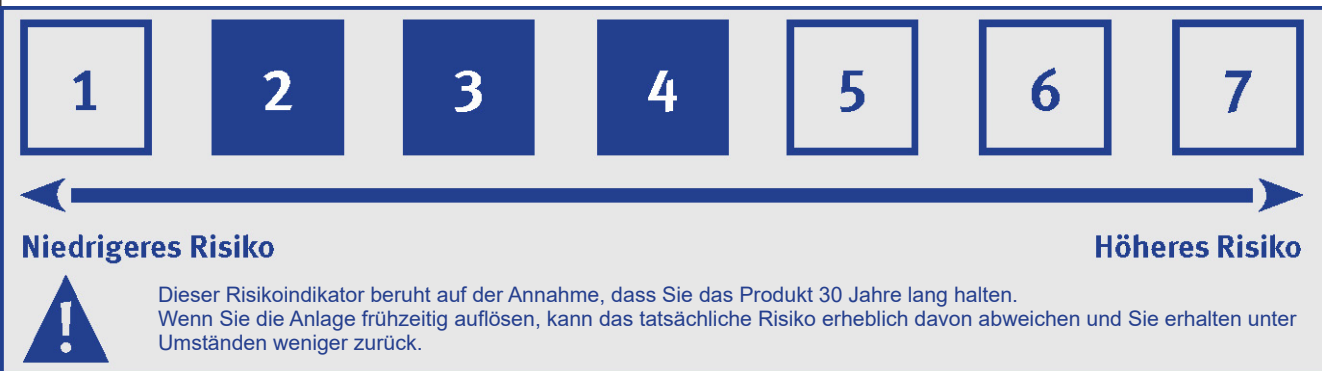 1 2 3 4 5 6 7
Niedrigeres Risiko Höheres Risiko
!
Dieser Risikoindikator beruht auf der Annahme, dass Sie das Produkt 30 Jahre lang halten.
Wenn Sie die Anlage frühzeitig auflösen, kann das tatsächliche Risiko erheblich davon abweichen und Sie erhalten unter
Umständen weniger zurück.